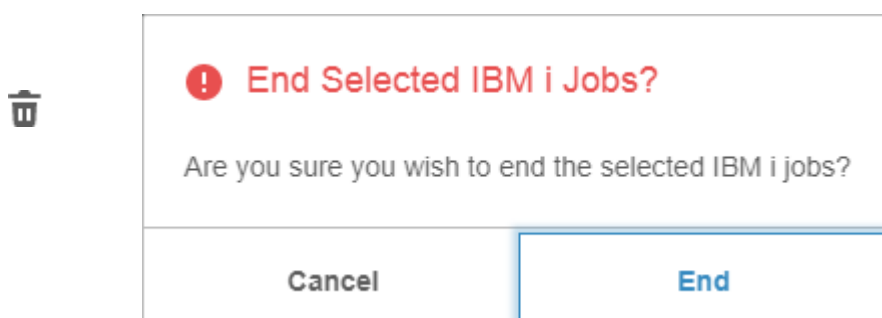 End Selected IBM i Jobs?
Are you sure you wish to end the selected IBM i jobs?
Cancel
End